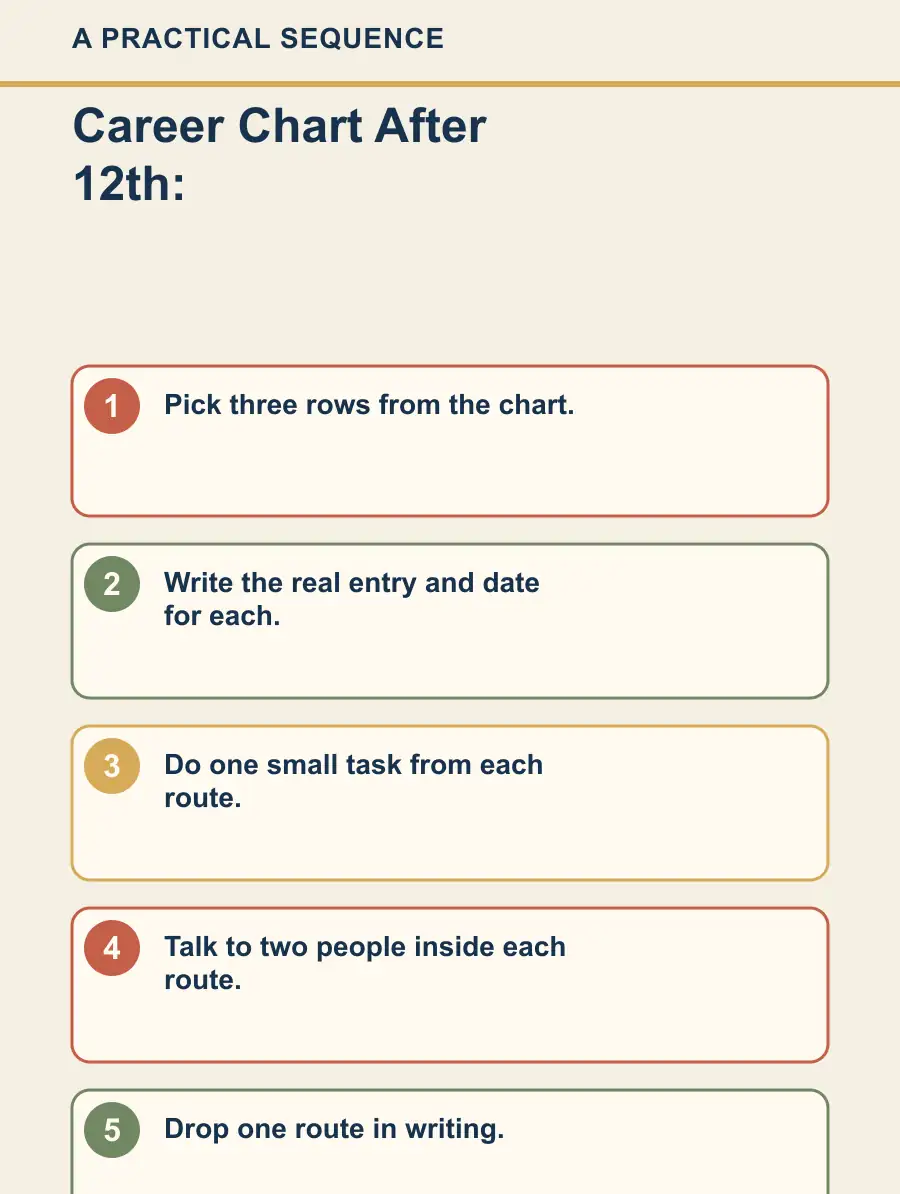 A PRACTICAL SEQUENCE
Career Chart After
12th:
1
Pick three rows from the chart.
2
Write the real entry and date
for each.
3
Do one small task from each
route.
4
Talk to two people inside each
route.
5
Drop one route in writing.